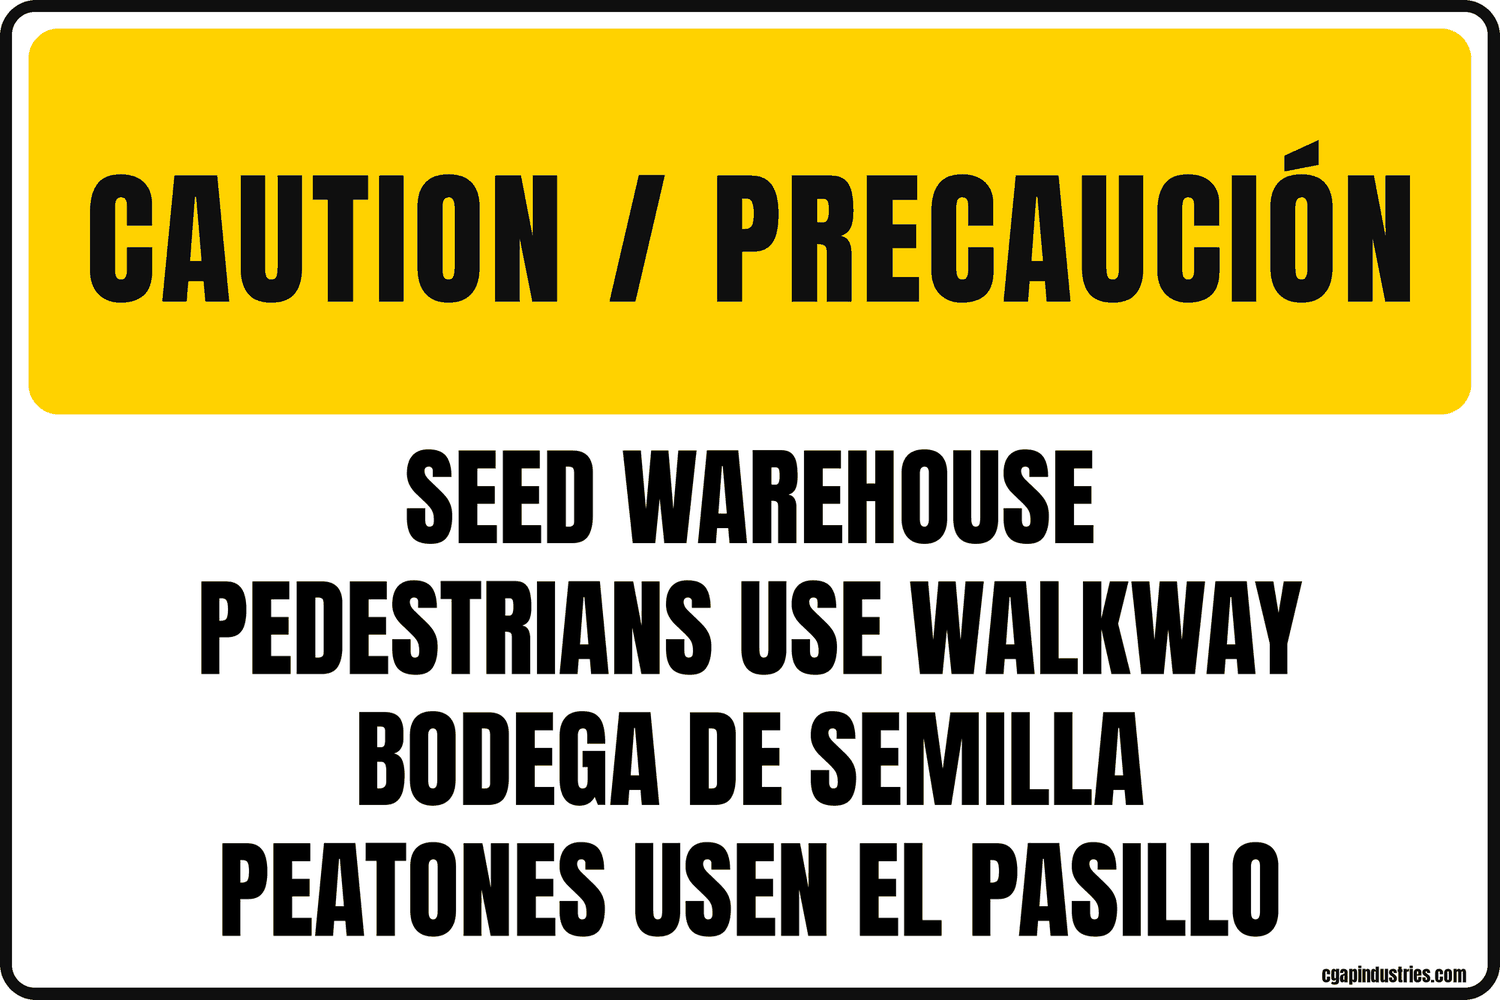 CAUTION / PRECAUCIÓN
SEED WAREHOUSE
PEDESTRIANS USE WALKWAY
BODEGA DE SEMILLA
PEATONES USEN EL PASILLO
cgapindustries.com